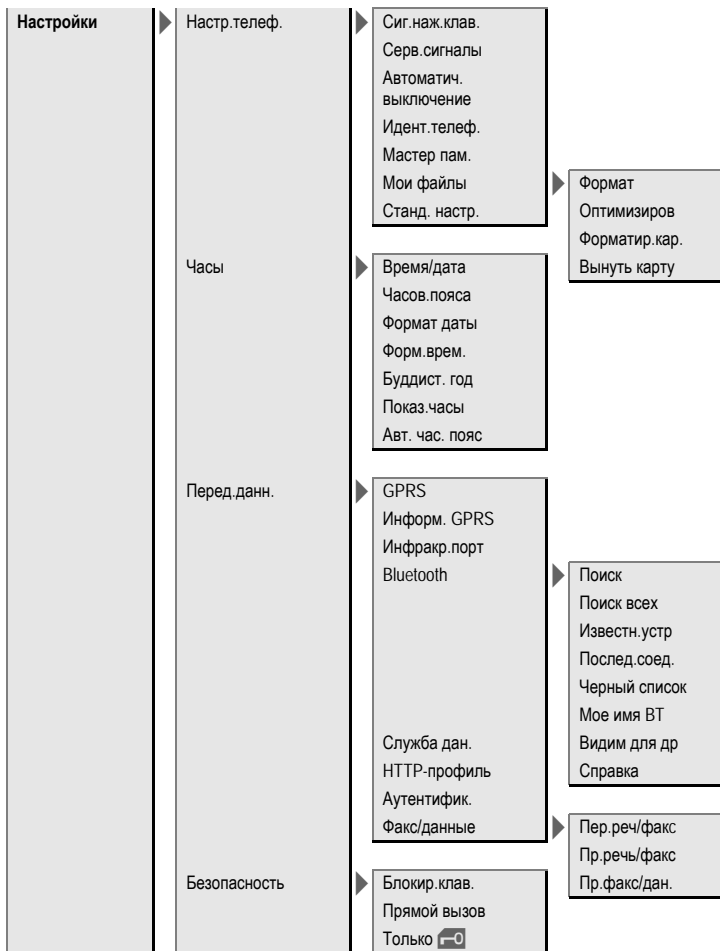 Настройки
Настр.телеф.
Сиг.наж.клав.
Серв.сигналы
Автоматич.
выключение
Идент.телеф.
Мастер пам.
Мои файлы
Формат
Оптимизиров
Форматир.кар.
Вынуть карту
Станд. настр.
Часы
Время/дата
Часов.пояса
Формат даты
Форм.врем.
Буддист. год
Показ.часы
Авт. час. пояс
Перед.данн.
GPRS
Информ. GPRS
Инфракр.порт
Bluetooth
Поиск
Поиск всех
Известн.устр
Послед.соед.
Черный список
Мое имя BT
Видим для др
Справка
Служба дан.
HTTP-профиль
Аутентифик.
Факс/данные
Пер.реч/факс
Пр.речь/факс
Пр.факс/дан.
Безопасность
Блокир.клав.
Прямой вызов
Только